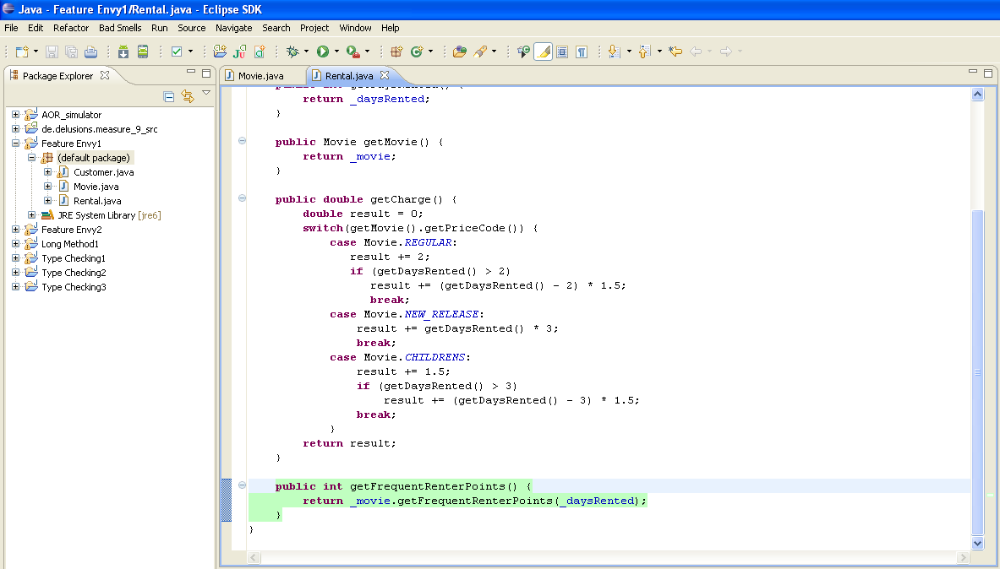 Java - Feature Envy1/Rental.java - Eclipse SDK
File Edit Refactor Bad Smells Run Source Navigate Search Project Window Help
Package Explorer
Movie.java
Rental.java
AOR_simulator
de.delusions.measure_9_src
Feature Envy1
(default package)
Customer.java
Movie.java
Rental.java
JRE System Library [jre6]
Feature Envy2
Long Method1
Type Checking1
Type Checking2
Type Checking3
return _daysRented;
}
public Movie getMovie() {
return _movie;
}
public double getCharge() {
double result = 0;
switch(getMovie().getPriceCode()) {
case Movie.REGULAR:
result += 2;
if (getDaysRented() > 2)
result += (getDaysRented() - 2) * 1.5;
break;
case Movie.NEW_RELEASE:
result += getDaysRented() * 3;
break;
case Movie.CHILDRENS:
result += 1.5;
if (getDaysRented() > 3)
result += (getDaysRented() - 3) * 1.5;
break;
}
return result;
}
public int getFrequentRenterPoints() {
return _movie.getFrequentRenterPoints(_daysRented);
}
}